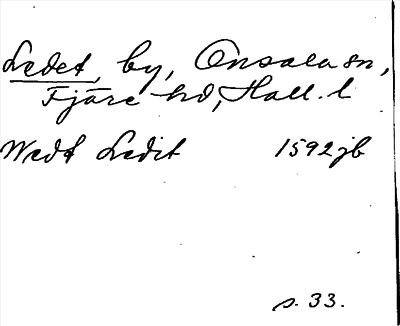 Ledet, by, Onsala sn,
Fjäre hd, Hall. l
Wedt Ledit 1592 jb
s. 33.